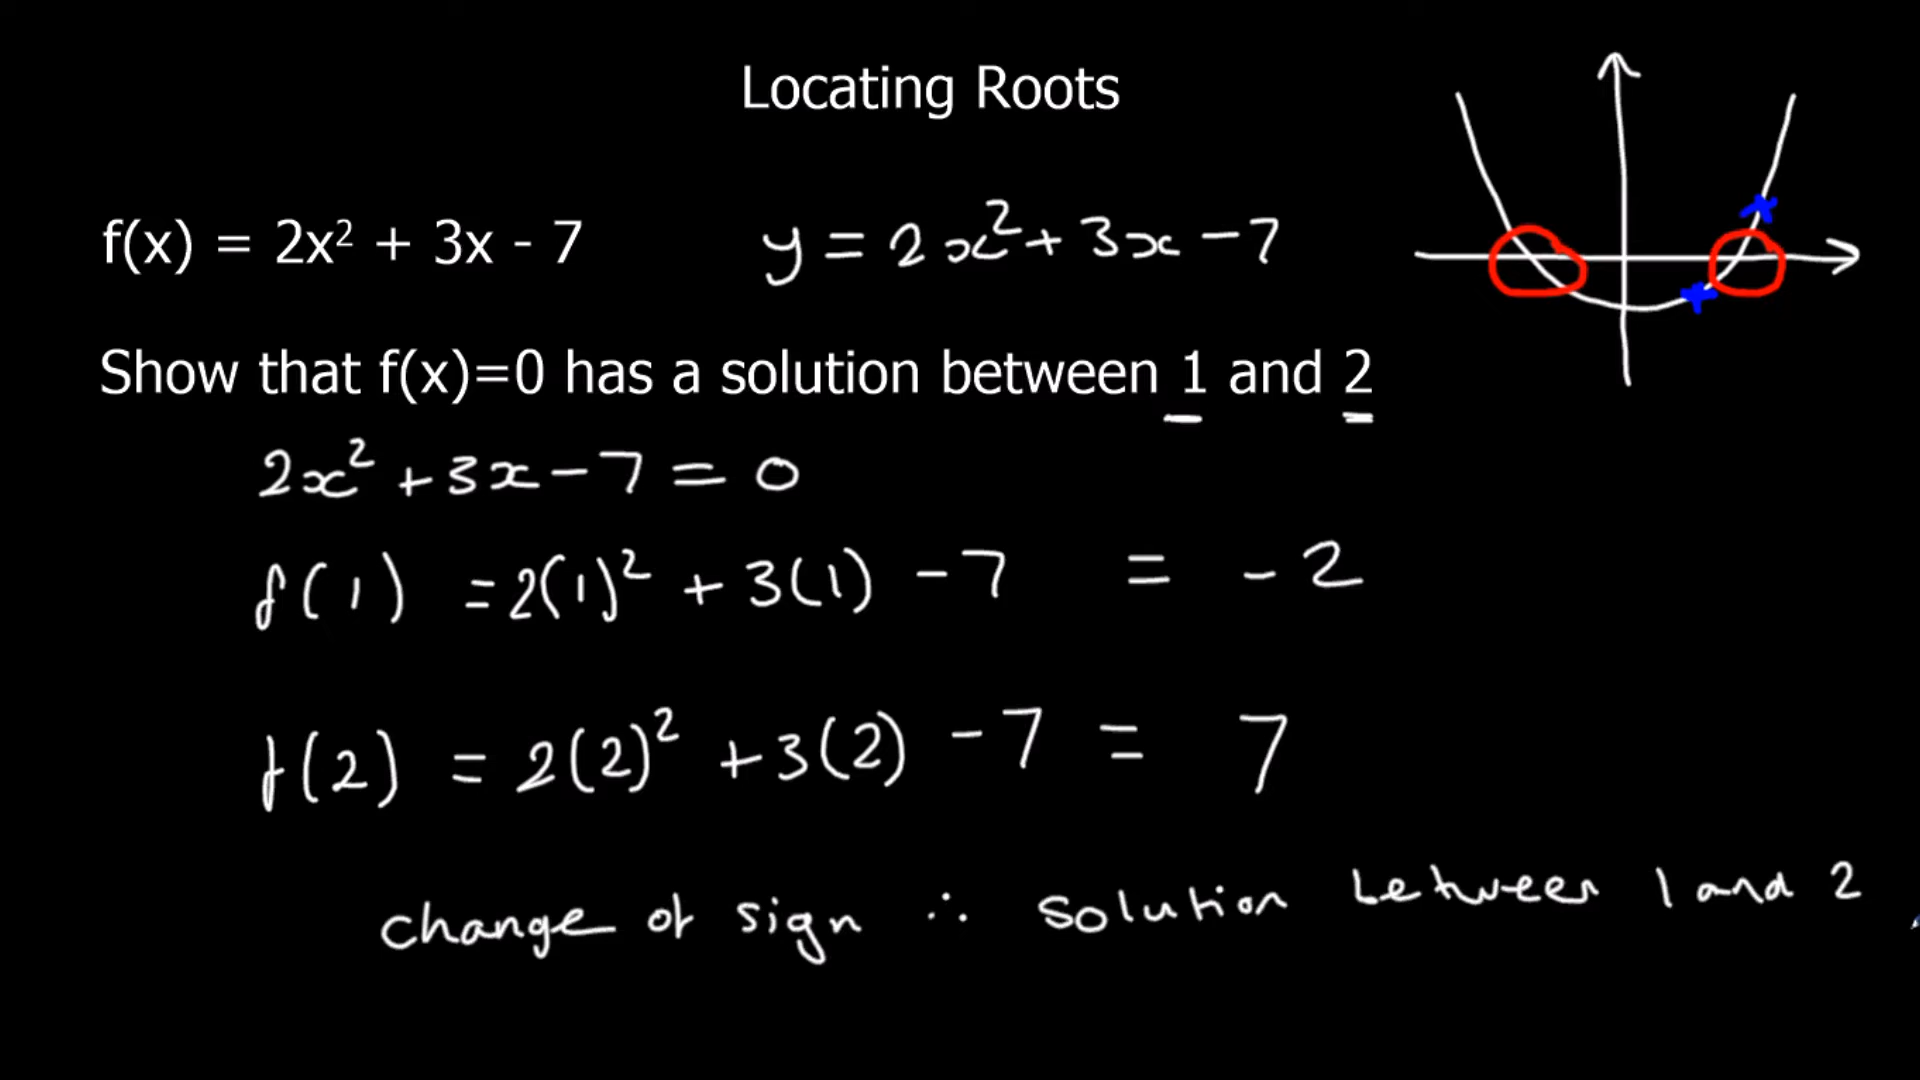 Locating Roots
f(x) = 2x² + 3x - 7 y = 2x² + 3x - 7
Show that f(x)=0 has a solution between 1 and 2
2x² + 3x - 7 = 0
f(1) = 2(1)² + 3(1) - 7 = -2
f(2) = 2(2)² + 3(2) - 7 = 7
change of sign ∴ solution between 1 and 2